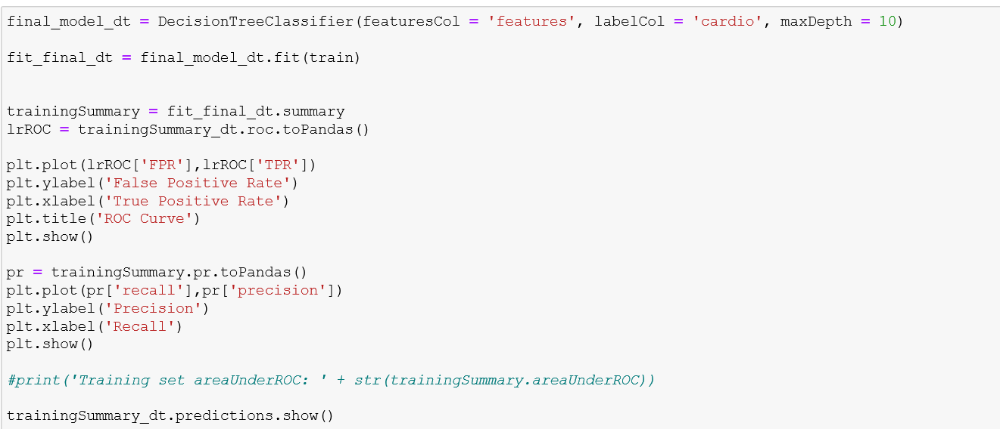 final_model_dt = DecisionTreeClassifier(featuresCol = 'features', labelCol = 'cardio', maxDepth = 10)
fit_final_dt = final_model_dt.fit(train)
trainingSummary = fit_final_dt.summary
lrROC = trainingSummary_dt.roc.toPandas()
plt.plot(lrROC['FPR'],lrROC['TPR'])
plt.ylabel('False Positive Rate')
plt.xlabel('True Positive Rate')
plt.title('ROC Curve')
plt.show()
pr = trainingSummary.pr.toPandas()
plt.plot(pr['recall'],pr['precision'])
plt.ylabel('Precision')
plt.xlabel('Recall')
plt.show()
#print('Training set areaUnderROC: ' + str(trainingSummary.areaUnderROC))
trainingSummary_dt.predictions.show()